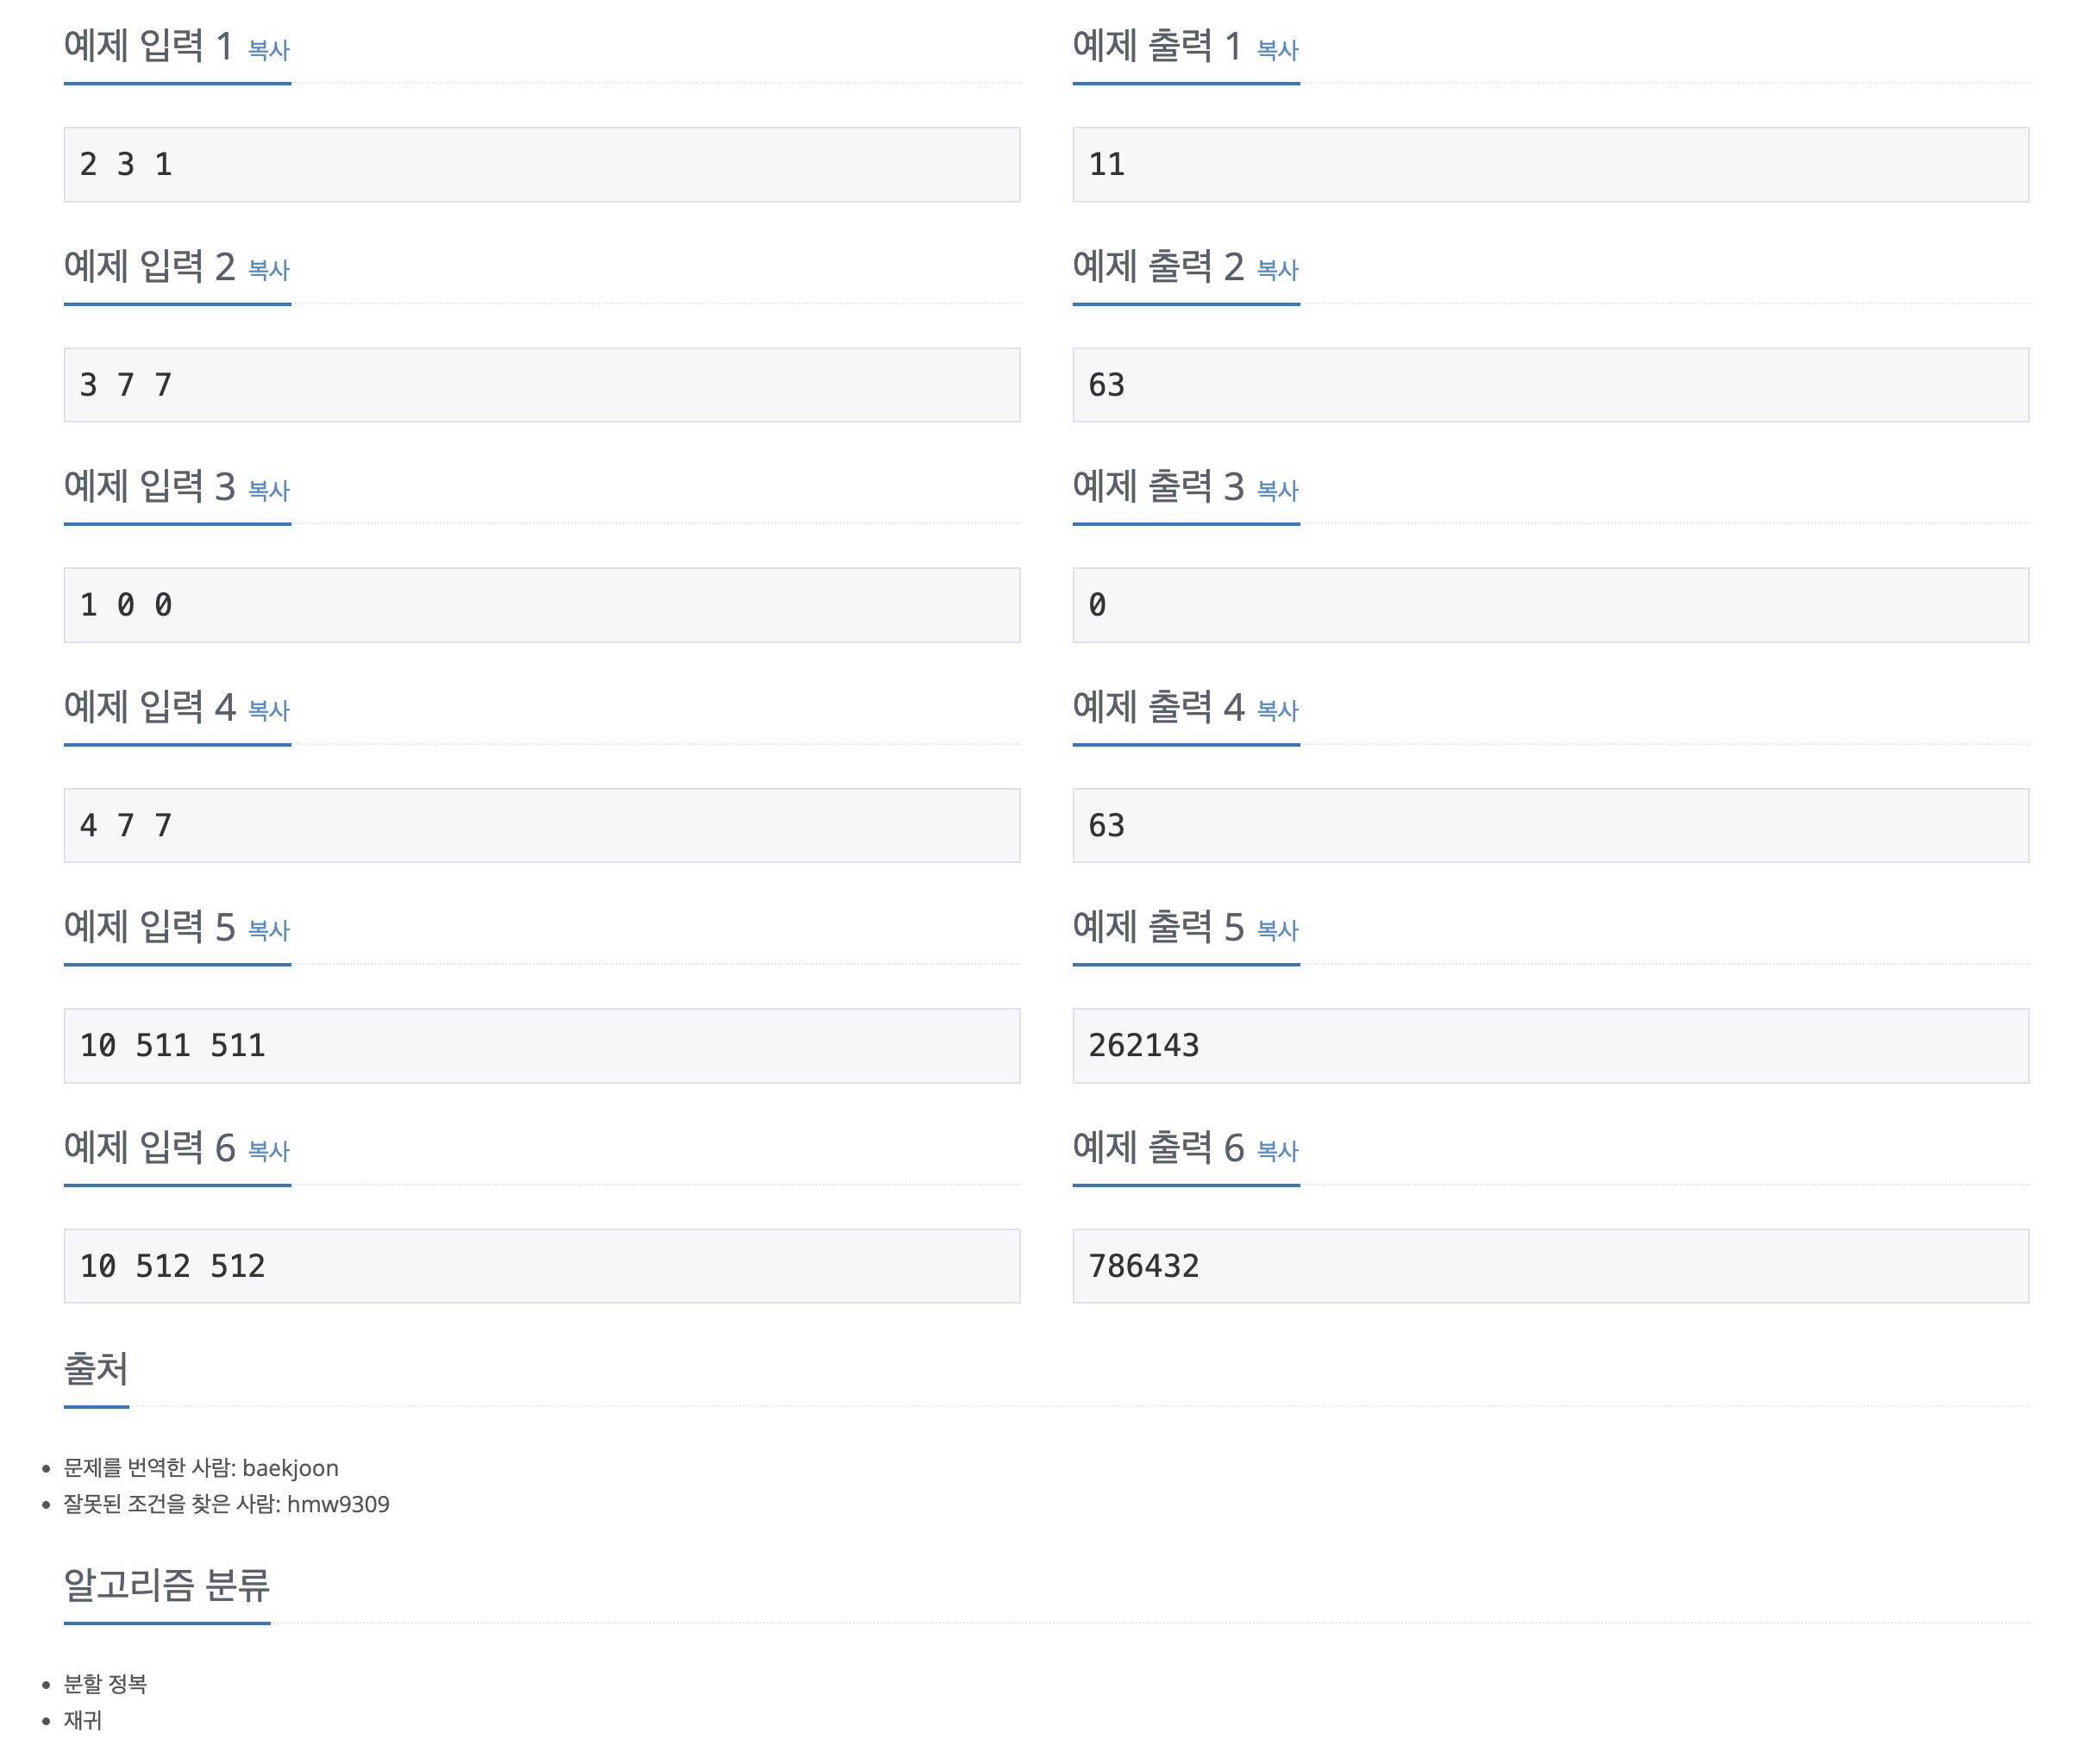 예제 입력 1 복사
예제 출력 1 복사
2 3 1
11
예제 입력 2 복사
예제 출력 2 복사
3 7 7
63
예제 입력 3 복사
예제 출력 3 복사
1 0 0
0
예제 입력 4 복사
예제 출력 4 복사
4 7 7
63
예제 입력 5 복사
예제 출력 5 복사
10 511 511
262143
예제 입력 6 복사
예제 출력 6 복사
10 512 512
786432
출처
문제를 번역한 사람: baekjoon
잘못된 조건을 찾은 사람: hmw9309
알고리즘 분류
분할 정복
재귀